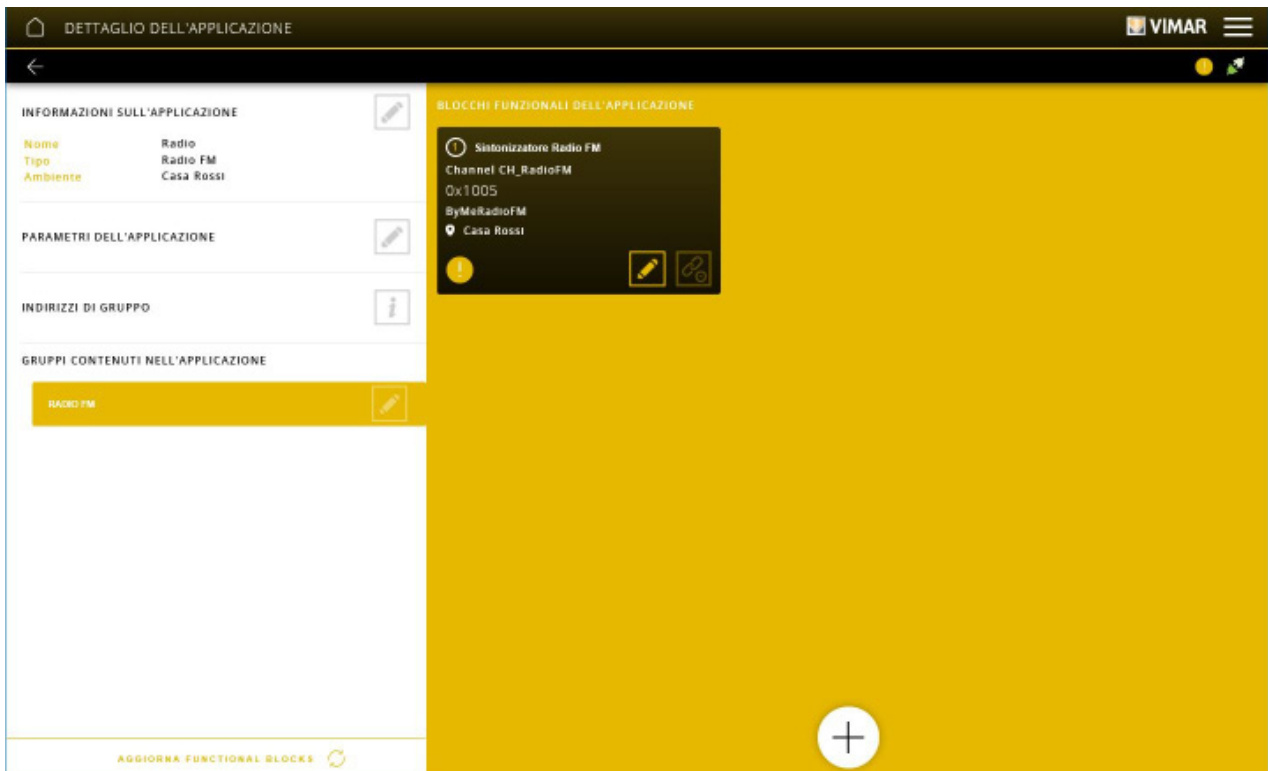 DETTAGLIO DELL'APPLICAZIONE
VIMAR
INFORMAZIONI SULL'APPLICAZIONE
Nome Radio
Tipo Radio FM
Ambiente Casa Rossi
PARAMETRI DELL'APPLICAZIONE
INDIRIZZI DI GRUPPO
i
GRUPPI CONTENUTI NELL'APPLICAZIONE
RADIO FM
AGGIORNA FUNCTIONAL BLOCKS
BLOCCHI FUNZIONALI DELL'APPLICAZIONE
1 Sintonizzatore Radio FM
Channel CH_RadioFM
0x1005
ByMeRadioFM
Casa Rossi